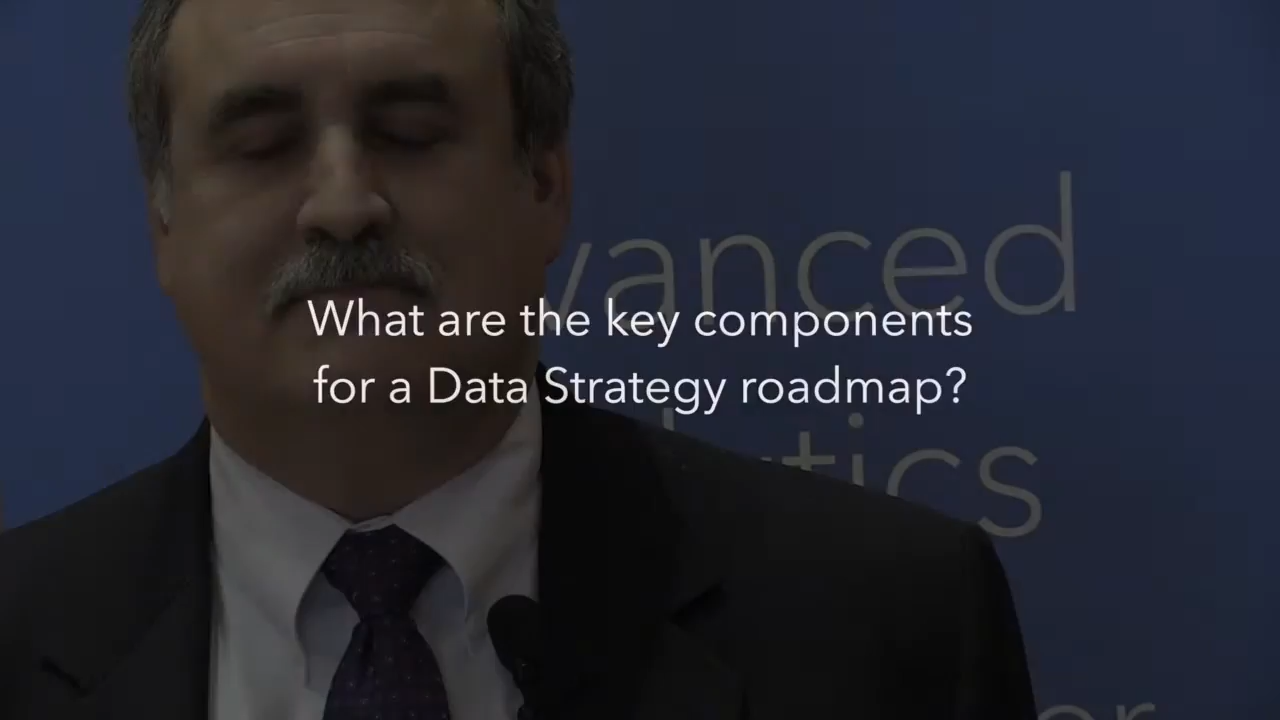 vanced
What are the key components
for a Data Strategy roadmap?
tics